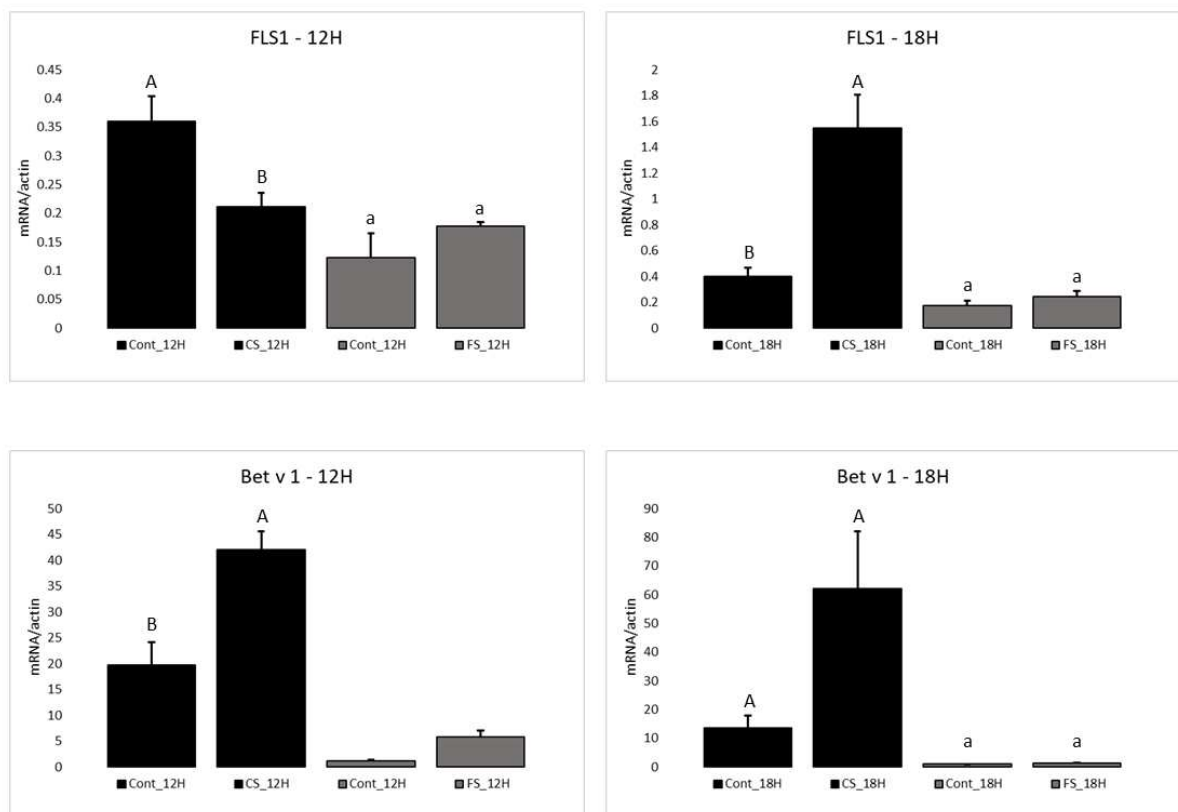 FLS1 - 12H
0.45
0.4
0.35
0.3
0.25
0.2
0.15
0.1
0.05
0
mRNA/actin
A
B
a
a
Cont_12H CS_12H Cont_12H FS_12H
FLS1 - 18H
2
1.8
1.6
1.4
1.2
1
0.8
0.6
0.4
0.2
0
mRNA/actin
B
A
a
a
Cont_18H CS_18H Cont_18H FS_18H
Bet v 1 - 12H
50
45
40
35
30
25
20
15
10
5
0
mRNA/actin
B
A
Cont_12H CS_12H Cont_12H FS_12H
Bet v 1 - 18H
90
80
70
60
50
40
30
20
10
0
mRNA/actin
A
A
a
a
Cont_18H CS_18H Cont_18H FS_18H